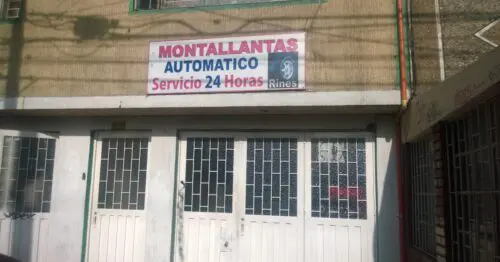 MONTALLANTAS
AUTOMATICO
Servicio 24 Horas
Rines